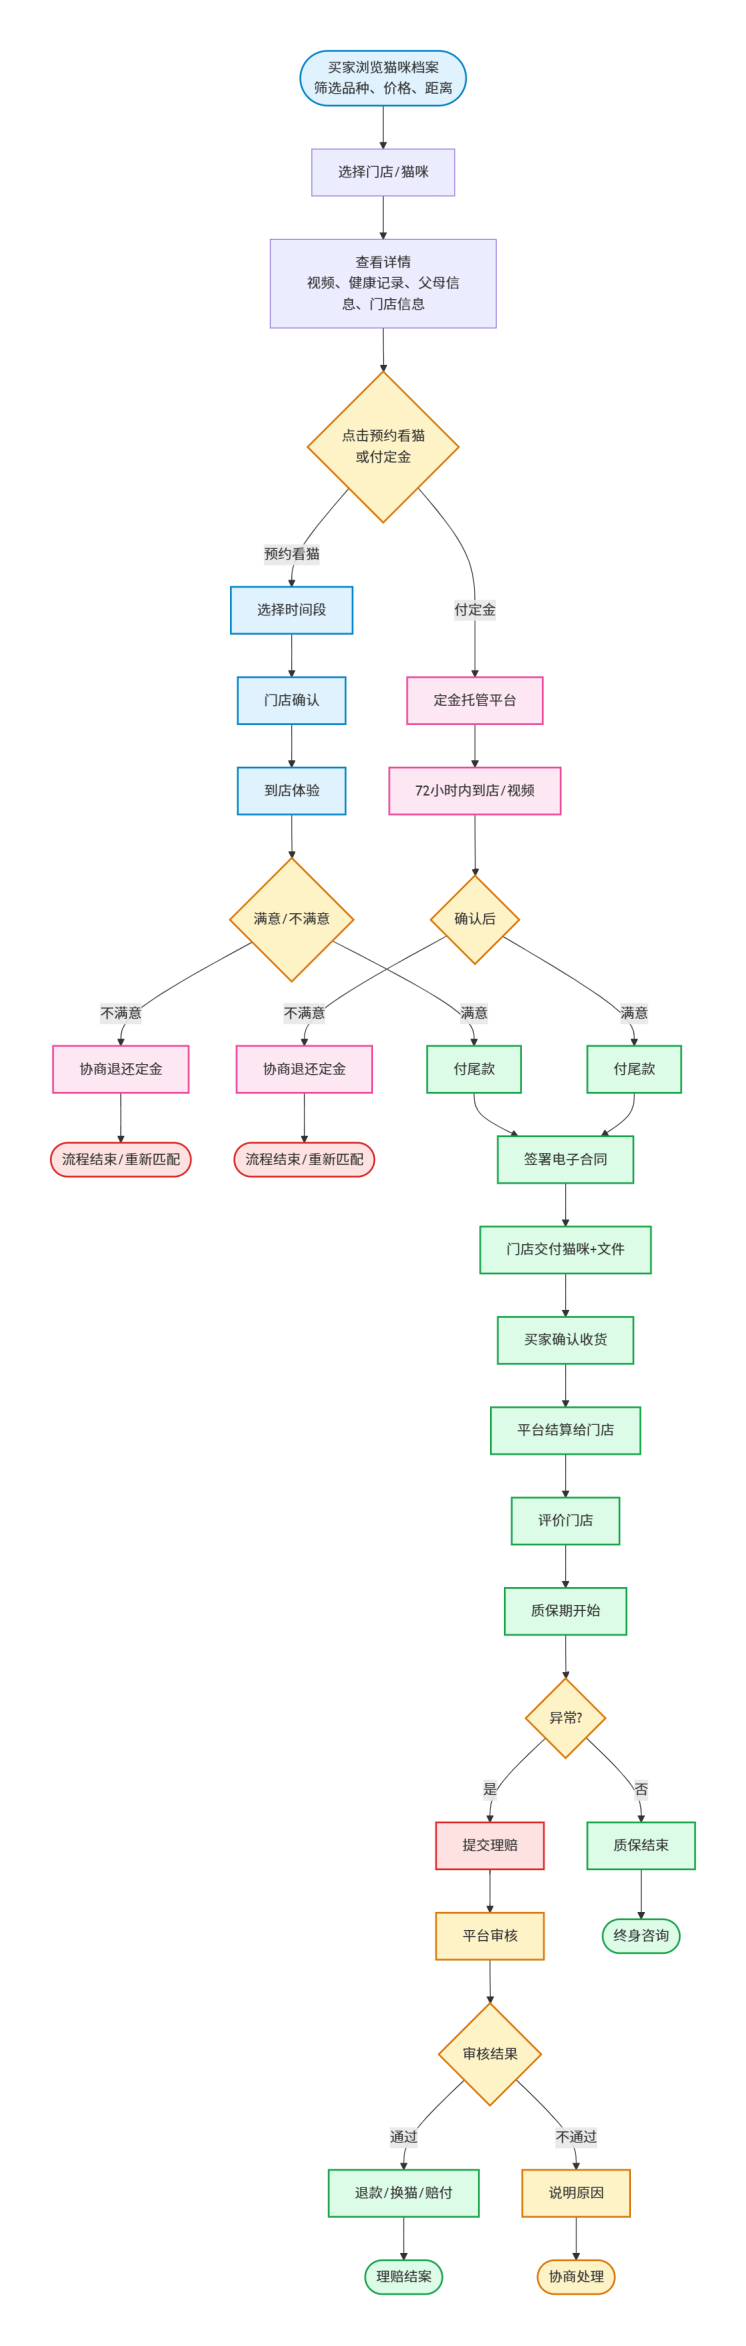 买家浏览猫咪档案
筛选品种、价格、距离
选择门店/猫咪
查看详情
视频、健康记录、父母信
息、门店信息
点击预约看猫
或付定金
预约看猫
付定金
选择时间段
门店确认
定金托管平台
到店体验
72小时内到店/视频
满意/不满意
确认后
不满意
不满意
满意
满意
协商退还定金
协商退还定金
付尾款
付尾款
流程结束/重新匹配
流程结束/重新匹配
签署电子合同
门店交付猫咪+文件
买家确认收货
平台结算给门店
评价门店
质保期开始
异常?
是
否
提交理赔
质保结束
平台审核
终身咨询
审核结果
通过
不通过
退款/换猫/赔付
说明原因
理赔结案
协商处理